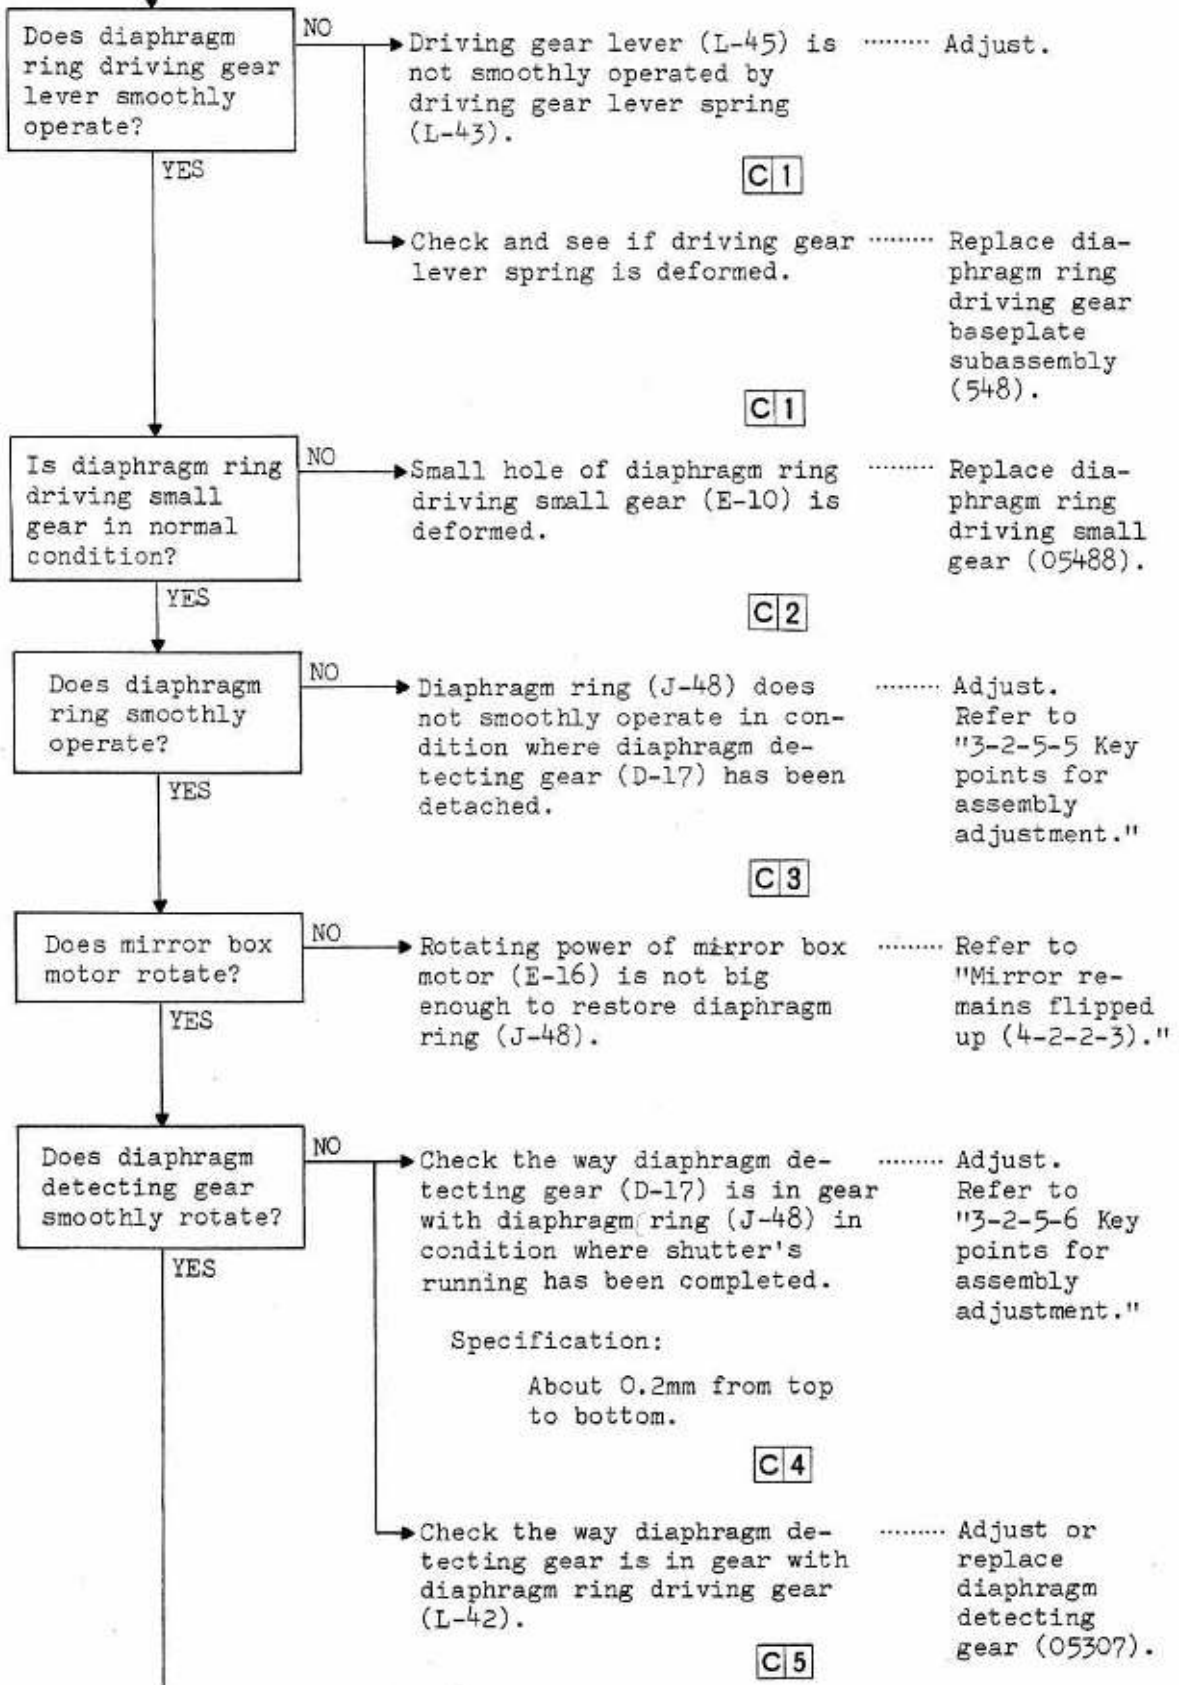 Does diaphragm
ring driving gear
lever smoothly
operate?
NO
Driving gear lever (L-45) is
not smoothly operated by
driving gear lever spring
(L-43).
Adjust.
C 1
YES
Check and see if driving gear
lever spring is deformed.
Replace dia-
phragm ring
driving gear
baseplate
subassembly
(548).
C 1
Is diaphragm ring
driving small
gear in normal
condition?
NO
Small hole of diaphragm ring
driving small gear (E-10) is
deformed.
Replace dia-
phragm ring
driving small
gear (05488).
C 2
YES
Does diaphragm
ring smoothly
operate?
NO
Diaphragm ring (J-48) does
not smoothly operate in con-
dition where diaphragm de-
tecting gear (D-17) has been
detached.
Adjust.
Refer to
"3-2-5-5 Key
points for
assembly
adjustment."
C 3
YES
Does mirror box
motor rotate?
NO
Rotating power of mirror box
motor (E-16) is not big
enough to restore diaphragm
ring (J-48).
Refer to
"Mirror re-
mains flipped
up (4-2-2-3)."
YES
Does diaphragm
detecting gear
smoothly rotate?
NO
Check the way diaphragm de-
tecting gear (D-17) is in gear
with diaphragm ring (J-48) in
condition where shutter's
running has been completed.
Adjust.
Refer to
"3-2-5-6 Key
points for
assembly
adjustment."
Specification:
About 0.2mm from top
to bottom.
C 4
YES
Check the way diaphragm de-
tecting gear is in gear with
diaphragm ring driving gear
(L-42).
Adjust or
replace
diaphragm
detecting
gear (05307).
C 5